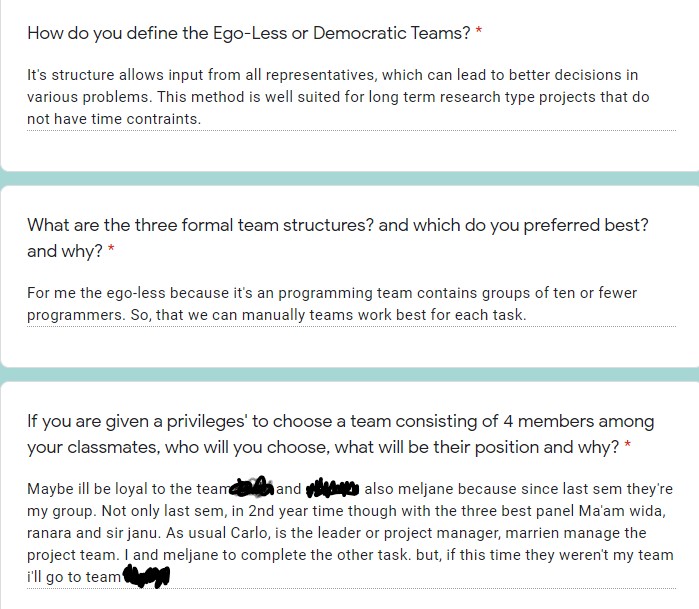 How do you define the Ego-Less or Democratic Teams? *
It's structure allows input from all representatives, which can lead to better decisions in
various problems. This method is well suited for long term research type projects that do
not have time contraints.
What are the three formal team structures? and which do you preferred best?
and why? *
For me the ego-less because it's an programming team contains groups of ten or fewer
programmers. So, that we can manually teams work best for each task.
If you are given a privileges' to choose a team consisting of 4 members among
your classmates, who will you choose, what will be their position and why? *
Maybe ill be loyal to the team and also meljane because since last sem they're
my group. Not only last sem, in 2nd year time though with the three best panel Ma'am wida,
ranara and sir janu. As usual Carlo, is the leader or project manager, marrien manage the
project team. I and meljane to complete the other task. but, if this time they weren't my team
i'll go to team